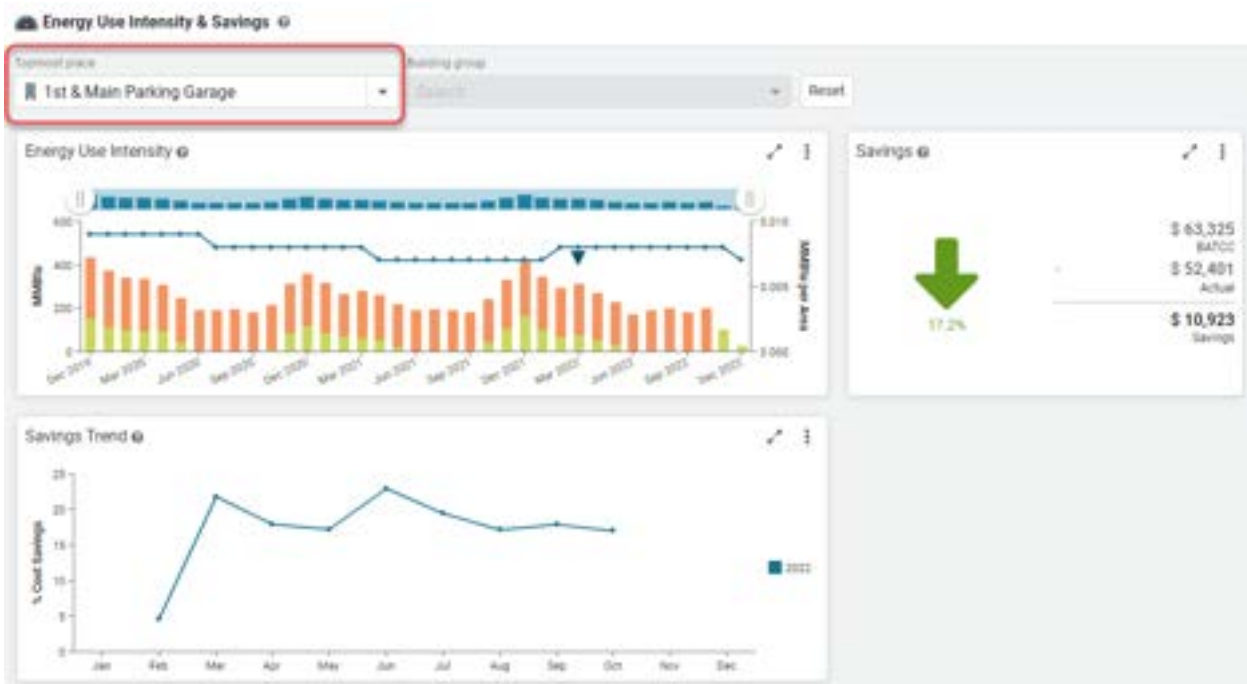 Energy Use Intensity & Savings
Topmost place
Building group
1st & Main Parking Garage
Search
Reset
Energy Use Intensity
600
400
200
0
MMBtu
0.010
0.005
0.000
MMBtu per Area
Dec 2019
Mar 2020
Jun 2020
Sep 2020
Dec 2020
Mar 2021
Jun 2021
Sep 2021
Dec 2021
Mar 2022
Jun 2022
Sep 2022
Dec 2022
Savings
17.2%
$ 63,325
BATCC
-
$ 52,401
Actual
$ 10,923
Savings
Savings Trend
25
20
15
10
5
0
% Cost Savings
2022
Jan
Feb
Mar
Apr
May
Jun
Jul
Aug
Sep
Oct
Nov
Dec